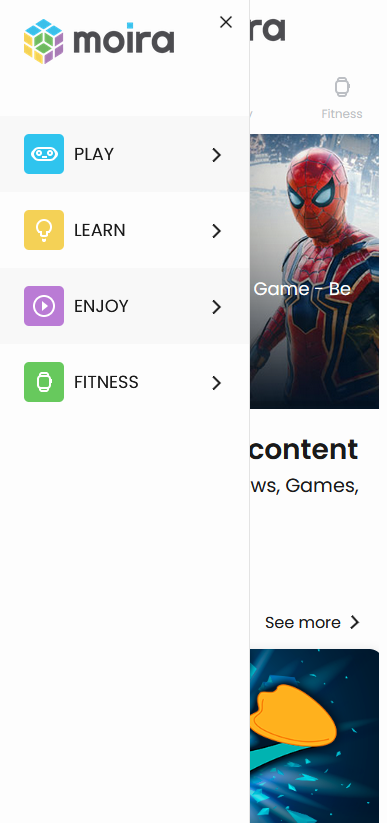 moira
ra
y
Fitness
PLAY
LEARN
Game - Be
ENJOY
FITNESS
content
ws, Games,
See more